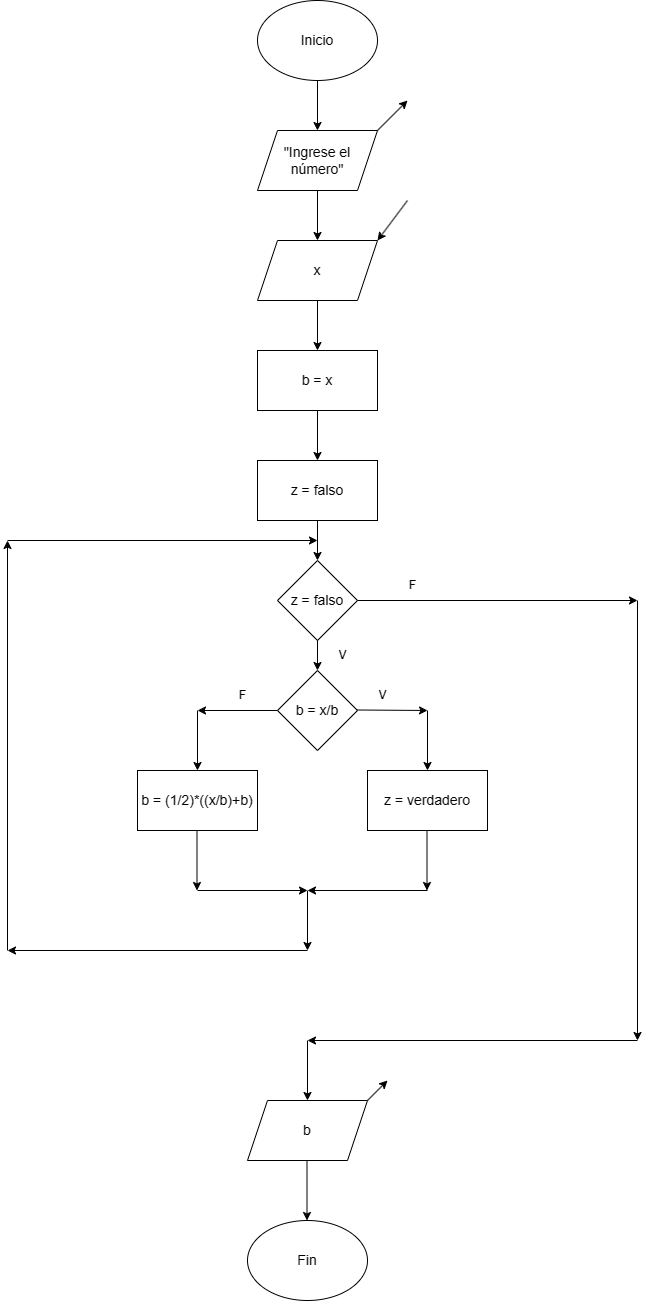 Inicio
"Ingrese el
número"
x
b = x
z = falso
z = falso
F
V
b = x/b
F
V
b = (1/2)*((x/b)+b)
z = verdadero
b
Fin